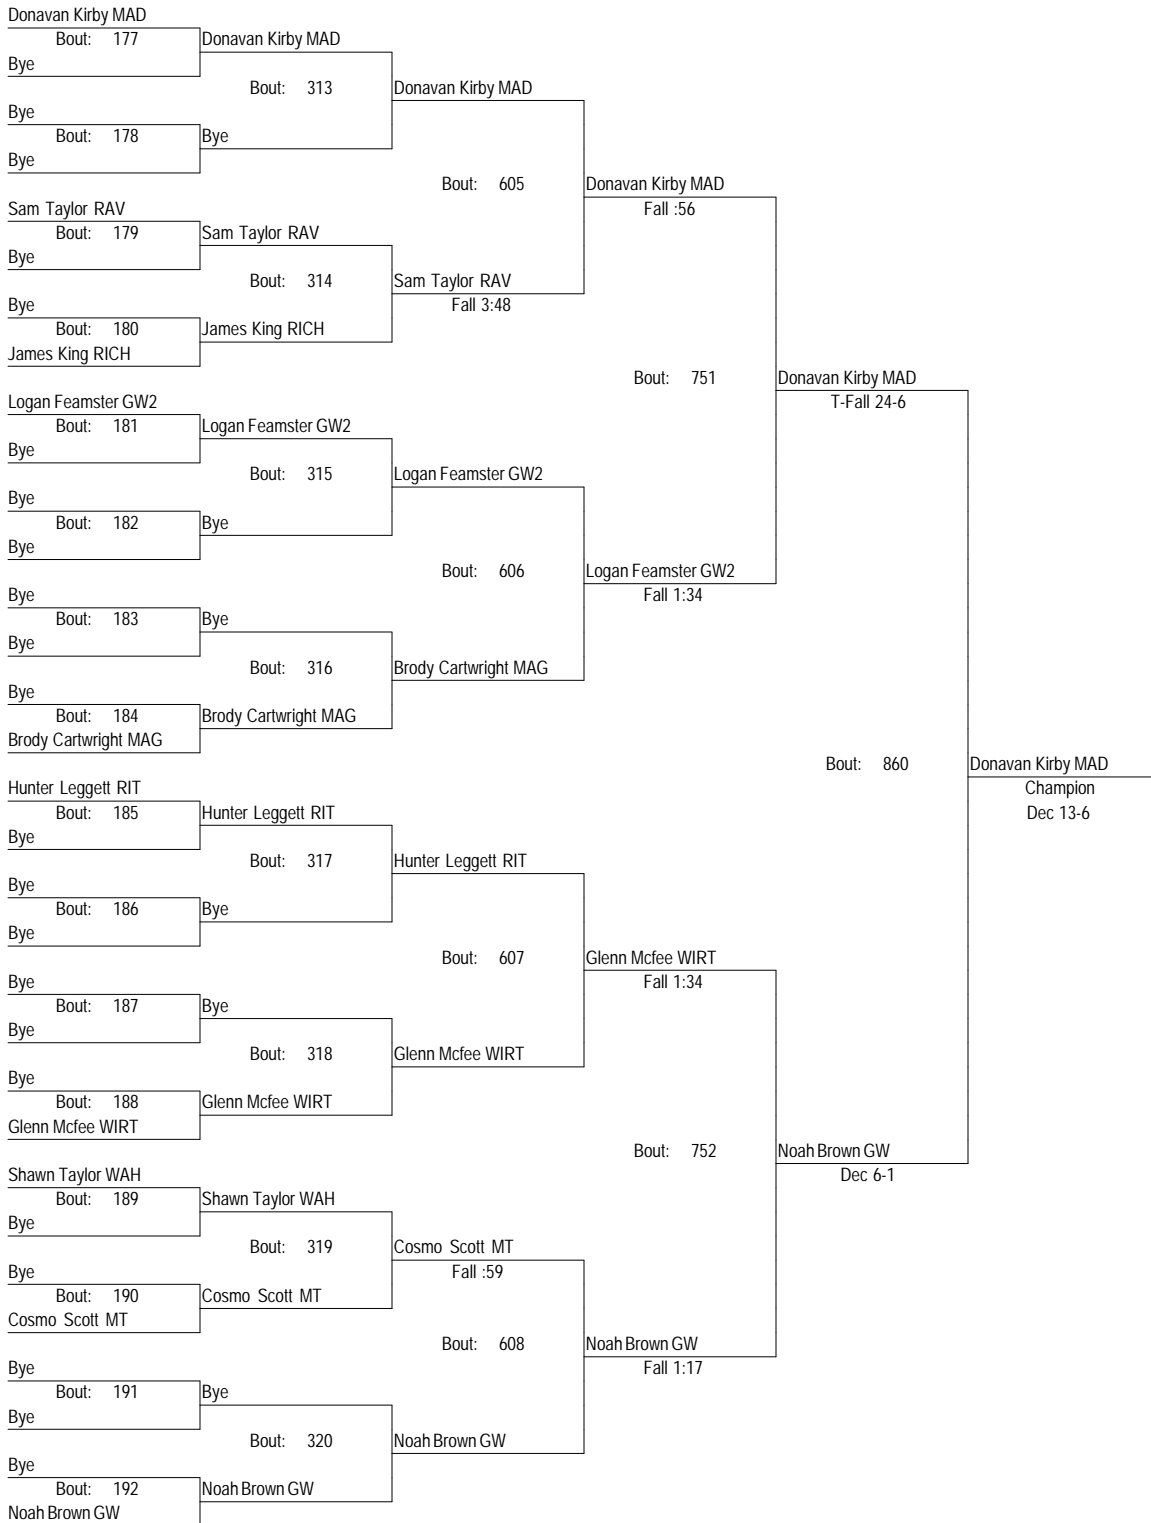 Donavan Kirby MAD
Bout: 177
Donavan Kirby MAD
Bye
Bout: 313
Donavan Kirby MAD
Bye
Bout: 178
Bye
Bye
Bout: 605
Donavan Kirby MAD
Fall :56
Sam Taylor RAV
Bout: 179
Sam Taylor RAV
Bye
Bout: 314
Sam Taylor RAV
Fall 3:48
Bye
Bout: 180
James King RICH
James King RICH
Bout: 751
Donavan Kirby MAD
T-Fall 24-6
Logan Feamster GW2
Bout: 181
Logan Feamster GW2
Bye
Bout: 315
Logan Feamster GW2
Bye
Bout: 182
Bye
Bye
Bout: 606
Logan Feamster GW2
Fall 1:34
Bye
Bout: 183
Bye
Bye
Bout: 316
Brody Cartwright MAG
Bye
Bout: 184
Brody Cartwright MAG
Brody Cartwright MAG
Bout: 860
Donavan Kirby MAD
Champion
Dec 13-6
Hunter Leggett RIT
Bout: 185
Hunter Leggett RIT
Bye
Bout: 317
Hunter Leggett RIT
Bye
Bout: 186
Bye
Bye
Bout: 607
Glenn Mcfee WIRT
Fall 1:34
Bye
Bout: 187
Bye
Bye
Bout: 318
Glenn Mcfee WIRT
Bye
Bout: 188
Glenn Mcfee WIRT
Glenn Mcfee WIRT
Bout: 752
Noah Brown GW
Dec 6-1
Shawn Taylor WAH
Bout: 189
Shawn Taylor WAH
Bye
Bout: 319
Cosmo Scott MT
Fall :59
Bye
Bout: 190
Cosmo Scott MT
Cosmo Scott MT
Bout: 608
Noah Brown GW
Fall 1:17
Bye
Bout: 191
Bye
Bye
Bout: 320
Noah Brown GW
Bye
Bout: 192
Noah Brown GW
Noah Brown GW